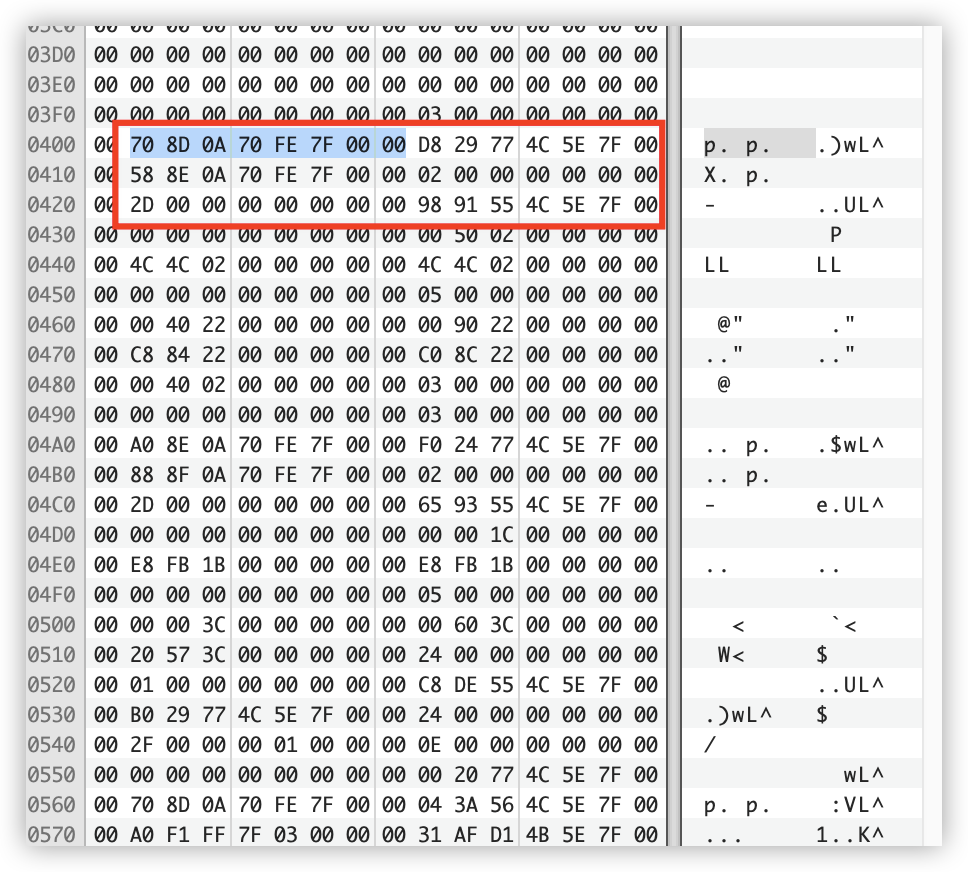 03C0 00 00 00 00 00 00 00 00 00 00 00 00 00 00 00 00
03D0 00 00 00 00 00 00 00 00 00 00 00 00 00 00 00 00
03E0 00 00 00 00 00 00 00 00 00 00 00 00 00 00 00 00
03F0 00 00 00 00 00 00 00 00 00 03 00 00 00 00 00 00
0400 00 70 8D 0A 70 FE 7F 00 00 D8 29 77 4C 5E 7F 00 p. p. .)wL^
0410 00 58 8E 0A 70 FE 7F 00 00 02 00 00 00 00 00 00 X. p.
0420 00 2D 00 00 00 00 00 00 00 98 91 55 4C 5E 7F 00 - ..UL^
0430 00 00 00 00 00 00 00 00 00 00 50 02 00 00 00 00 P
0440 00 4C 4C 02 00 00 00 00 00 4C 4C 02 00 00 00 00 LL LL
0450 00 00 00 00 00 00 00 00 00 05 00 00 00 00 00 00
0460 00 00 40 22 00 00 00 00 00 00 90 22 00 00 00 00 @" ."
0470 00 C8 84 22 00 00 00 00 00 C0 8C 22 00 00 00 00 .." .."
0480 00 00 40 02 00 00 00 00 00 03 00 00 00 00 00 00 @
0490 00 00 00 00 00 00 00 00 00 03 00 00 00 00 00 00
04A0 00 A0 8E 0A 70 FE 7F 00 00 F0 24 77 4C 5E 7F 00 .. p. .$wL^
04B0 00 88 8F 0A 70 FE 7F 00 00 02 00 00 00 00 00 00 .. p.
04C0 00 2D 00 00 00 00 00 00 00 65 93 55 4C 5E 7F 00 - e.UL^
04D0 00 00 00 00 00 00 00 00 00 00 00 1C 00 00 00 00
04E0 00 E8 FB 1B 00 00 00 00 00 E8 FB 1B 00 00 00 00 .. ..
04F0 00 00 00 00 00 00 00 00 00 05 00 00 00 00 00 00
0500 00 00 00 3C 00 00 00 00 00 00 60 3C 00 00 00 00 < `<
0510 00 20 57 3C 00 00 00 00 00 24 00 00 00 00 00 00 W< $
0520 00 01 00 00 00 00 00 00 00 C8 DE 55 4C 5E 7F 00 ..UL^
0530 00 B0 29 77 4C 5E 7F 00 00 24 00 00 00 00 00 00 .)wL^ $
0540 00 2F 00 00 00 01 00 00 00 0E 00 00 00 00 00 00 /
0550 00 00 00 00 00 00 00 00 00 00 20 77 4C 5E 7F 00 wL^
0560 00 70 8D 0A 70 FE 7F 00 00 04 3A 56 4C 5E 7F 00 p. p. :VL^
0570 00 A0 F1 FF 7F 03 00 00 00 31 AF D1 4B 5E 7F 00 ... 1..K^